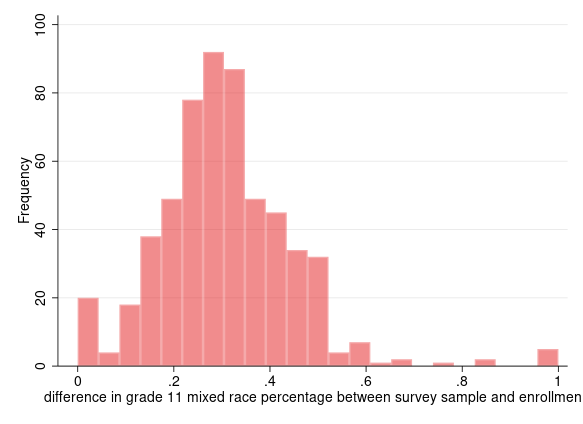 100
80
60
40
20
0
Frequency
0 .2 .4 .6 .8 1
difference in grade 11 mixed race percentage between survey sample and enrollmen